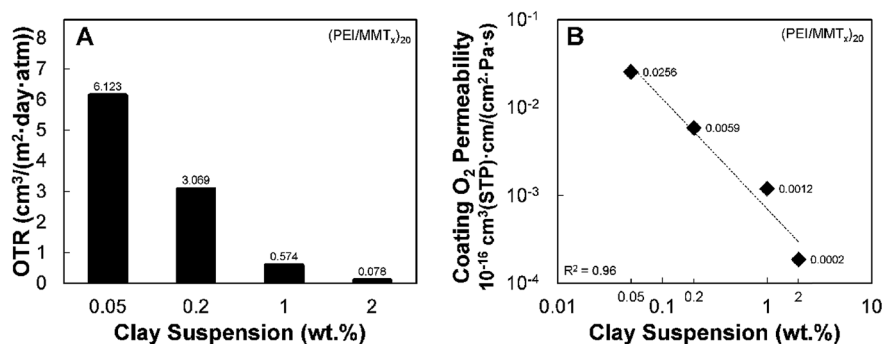 A
(PEI/MMTx)20
OTR (cm³/(m²·day·atm))
8
7
6
5
4
3
2
1
0
6.123
3.069
0.574
0.078
0.05 0.2 1 2
Clay Suspension (wt.%)
B
(PEI/MMTx)20
Coating O₂ Permeability
10⁻¹⁶ cm³(STP)·cm/(cm²·Pa·s)
10⁻¹
10⁻²
10⁻³
10⁻⁴
0.0256
0.0059
0.0012
0.0002
R² = 0.96
0.05 0.2 2
0.01 0.1 1 10
Clay Suspension (wt.%)